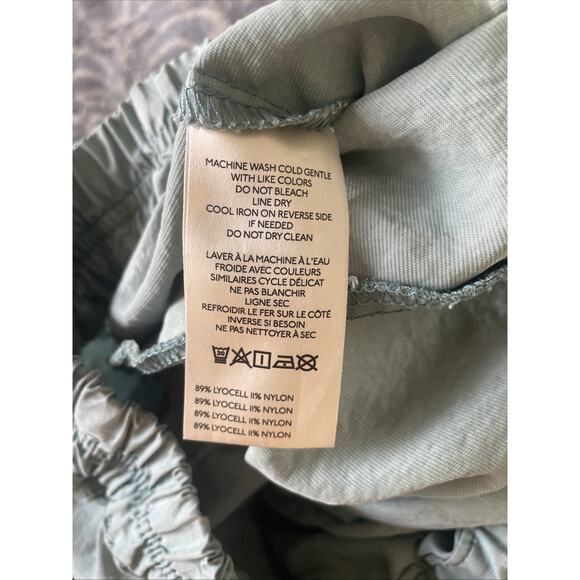 MACHINE WASH COLD GENTLE
WITH LIKE COLORS
DO NOT BLEACH
LINE DRY
COOL IRON ON REVERSE SIDE
IF NEEDED
DO NOT DRY CLEAN
LAVER À LA MACHINE À L'EAU
FROIDE AVEC COULEURS
SIMILAIRES CYCLE DÉLICAT
NE PAS BLANCHIR
LIGNE SEC
REFROIDIR LE FER SUR LE CÔTÉ
INVERSE SI BESOIN
NE PAS NETTOYER À SEC
30
89% LYOCELL 11% NYLON
89% LYOCELL 11% NYLON
89% LYOCELL 11% NYLON
89% LYOCELL 11% NYLON